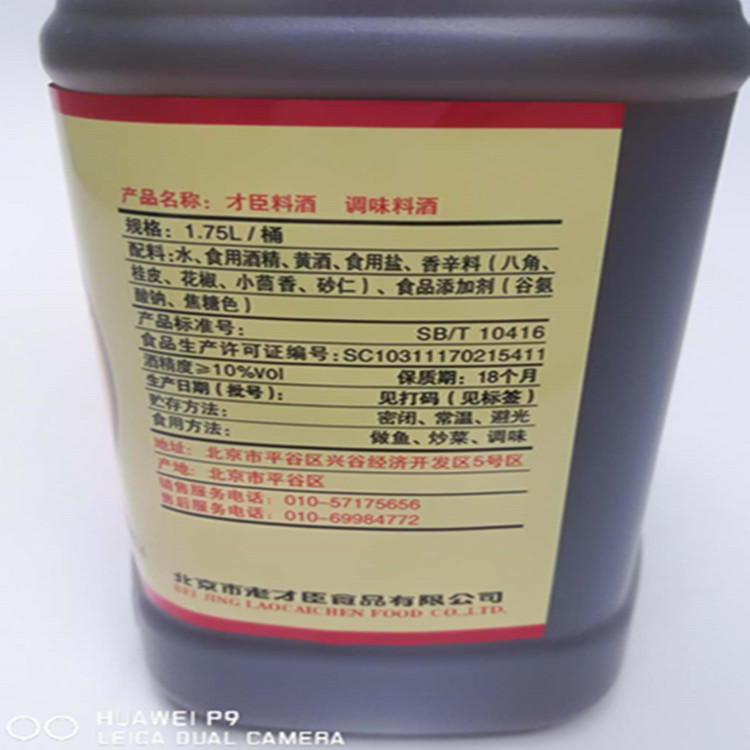 产品名称：才臣料酒 调味料酒
规格：1.75L / 桶
配料:水、食用酒精、黄酒、食用盐、香辛料（八角、
桂皮、花椒、小茴香、砂仁）、食品添加剂（谷氨
酸钠、焦糖色）
产品标准号： SB/T 10416
食品生产许可证编号：SC10311170215411
酒精度≥10%vol 保质期：18个月
生产日期（批号）： 见打码（见标签）
贮存方法： 密闭、常温、避光
食用方法： 做鱼、炒菜、调味
地址：北京市平谷区兴谷经济开发区5号区
产地：北京市平谷区
销售服务电话：010-57175656
售后服务电话：010-69984772
北京市老才臣食品有限公司
BEI JING LAOCAICHEN FOOD CO.,LTD.
HUAWEI P9
LEICA DUAL CAMERA